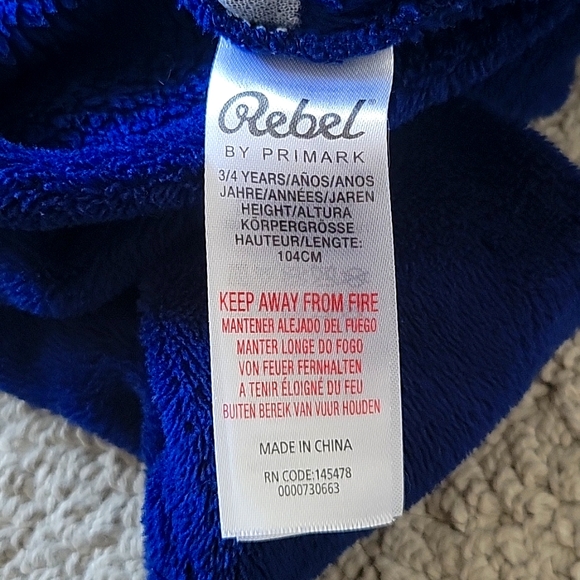 Rebel
BY PRIMARK
3/4 YEARS/AÑOS/ANOS
JAHRE/ANNÉES/JAREN
HEIGHT/ALTURA
KÖRPERGRÖSSE
HAUTEUR/LENGTE:
104CM
KEEP AWAY FROM FIRE
MANTENER ALEJADO DEL FUEGO
MANTER LONGE DO FOGO
VON FEUER FERNHALTEN
A TENIR ÉLOIGNÉ DU FEU
BUITEN BEREIK VAN VUUR HOUDEN
MADE IN CHINA
RN CODE:145478
0000730663